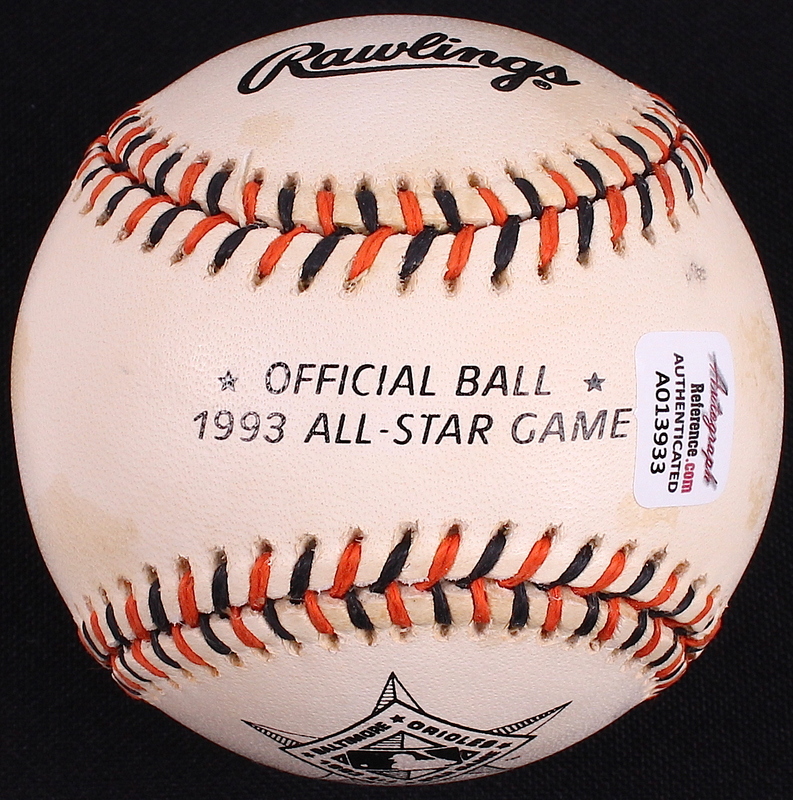 Rawlings
OFFICIAL BALL
1993 ALL-STAR GAME
Autograph
Reference.com
AUTHENTICATED
A013933
BALTIMORE ★ ORIOLES